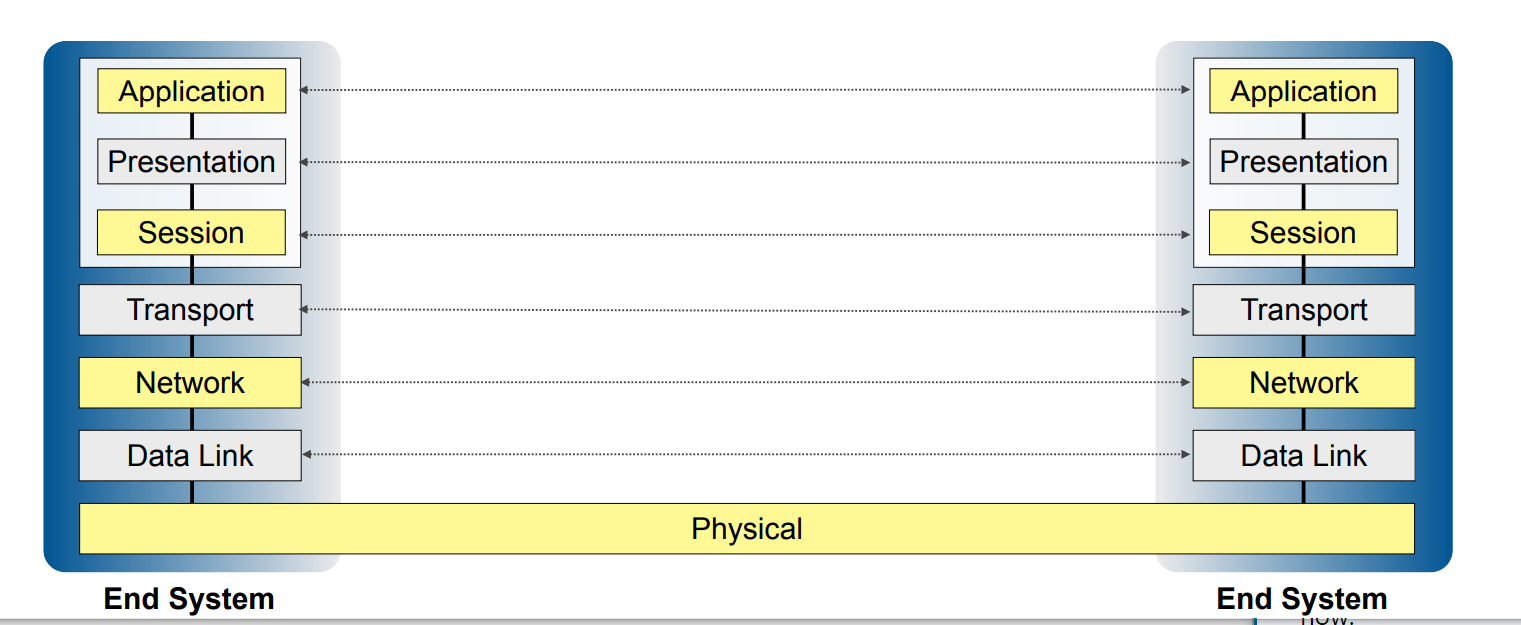 Application Application
Presentation Presentation
Session Session
Transport Transport
Network Network
Data Link Data Link
Physical
End System End System